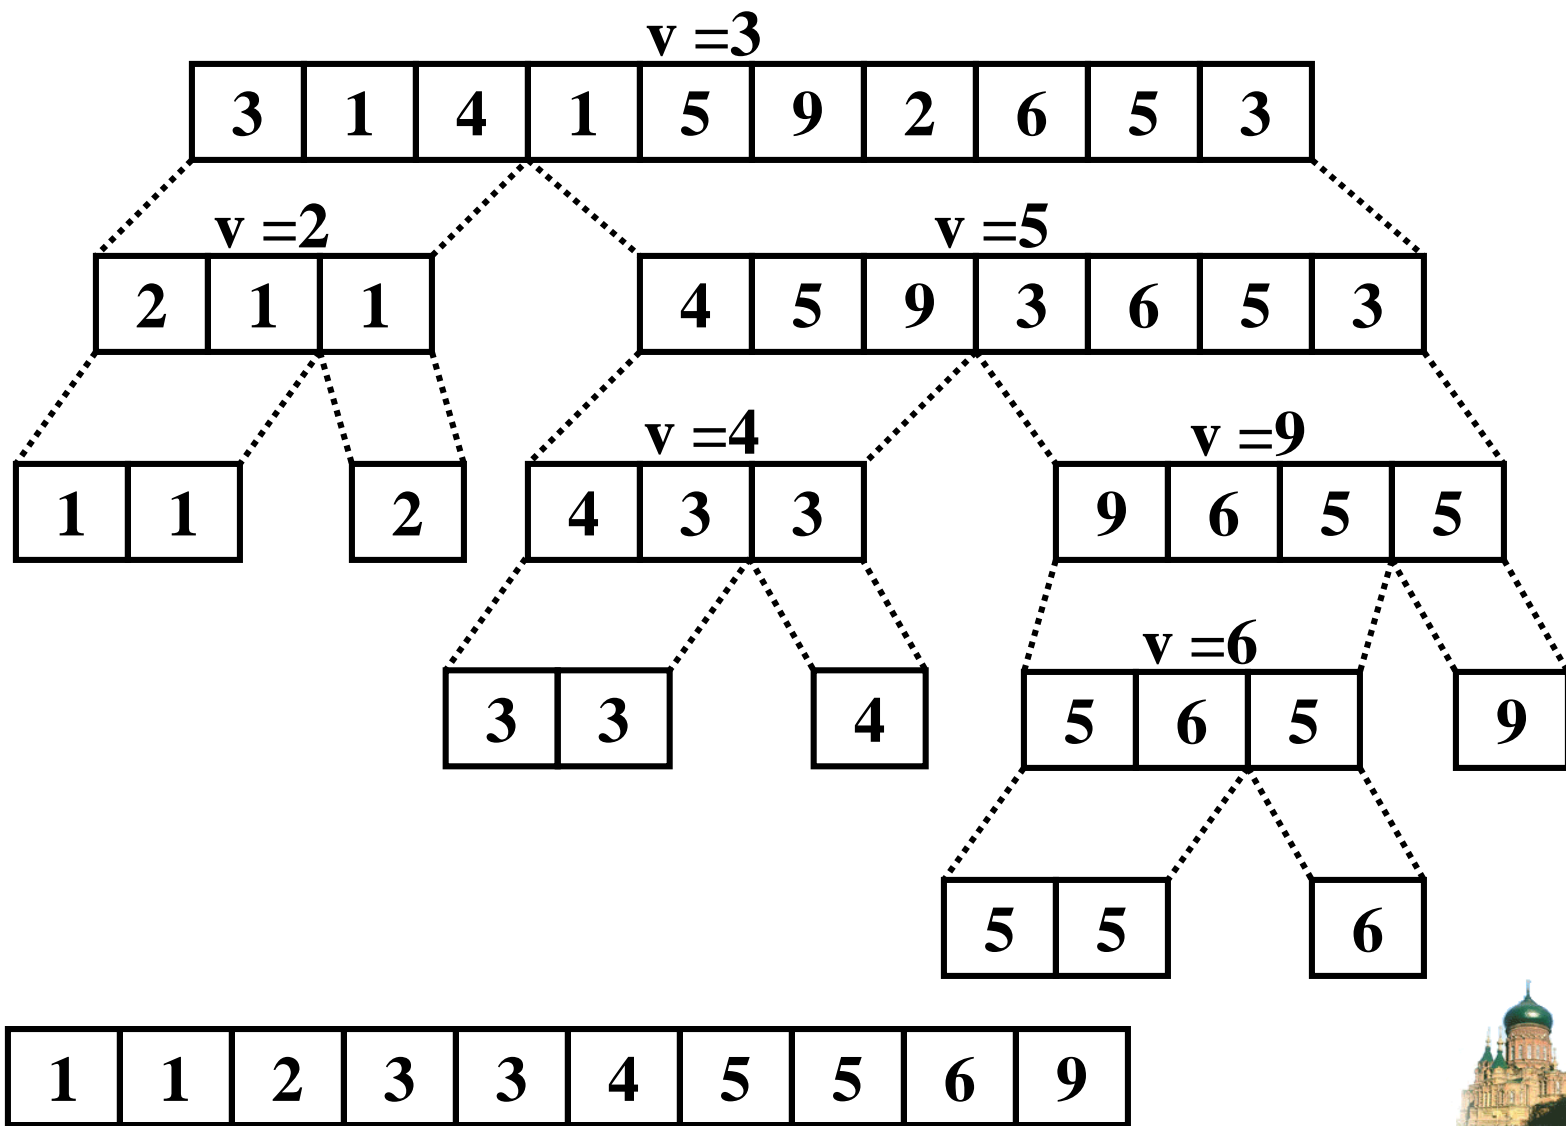 v =3
3 1 4 1 5 9 2 6 5 3
v =2 v =5
2 1 1 4 5 9 3 6 5 3
v =4 v =9
1 1 2 4 3 3 9 6 5 5
v =6
3 3 4 5 6 5 9
5 5 6
1 1 2 3 3 4 5 5 6 9